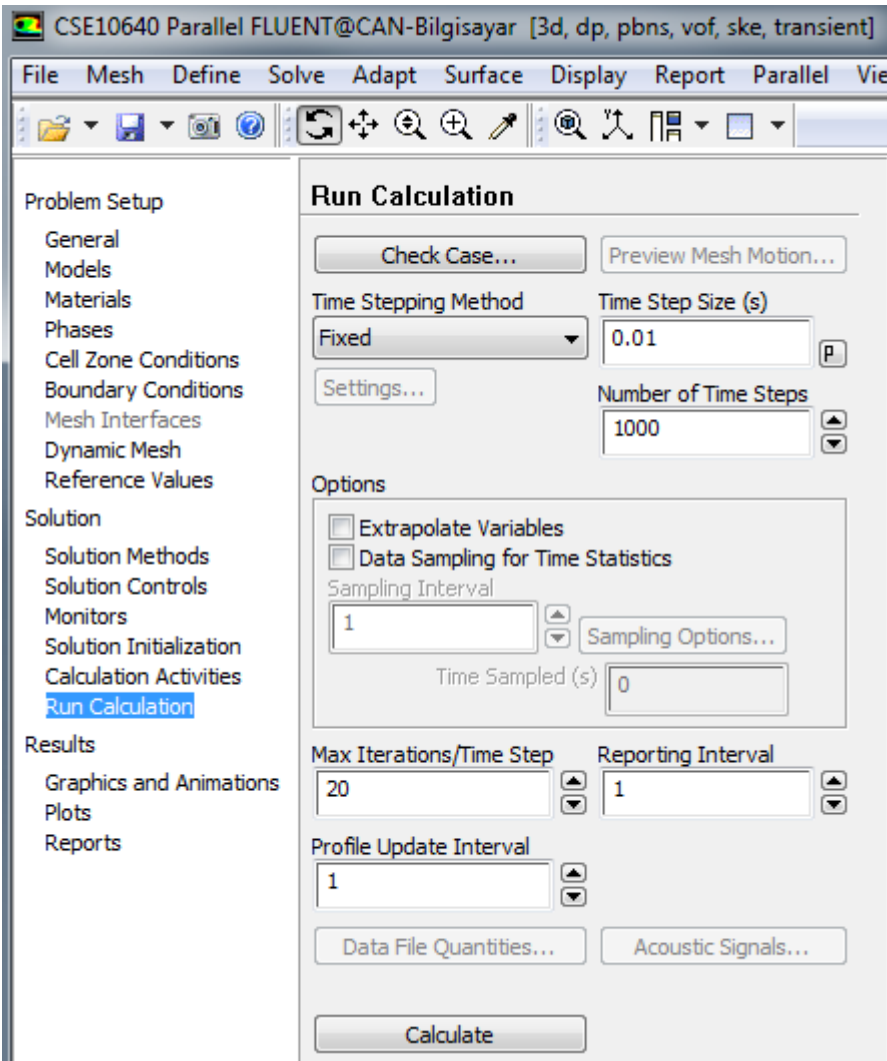 CSE10640 Parallel FLUENT@CAN-Bilgisayar [3d, dp, pbns, vof, ske, transient]
File Mesh Define Solve Adapt Surface Display Report Parallel Vie
Problem Setup
General
Models
Materials
Phases
Cell Zone Conditions
Boundary Conditions
Mesh Interfaces
Dynamic Mesh
Reference Values
Solution
Solution Methods
Solution Controls
Monitors
Solution Initialization
Calculation Activities
Run Calculation
Results
Graphics and Animations
Plots
Reports
Run Calculation
Check Case... Preview Mesh Motion...
Time Stepping Method Time Step Size (s)
Fixed 0.01 P
Settings... Number of Time Steps
1000
Options
Extrapolate Variables
Data Sampling for Time Statistics
Sampling Interval
1 Sampling Options...
Time Sampled (s) 0
Max Iterations/Time Step Reporting Interval
20 1
Profile Update Interval
1
Data File Quantities... Acoustic Signals...
Calculate